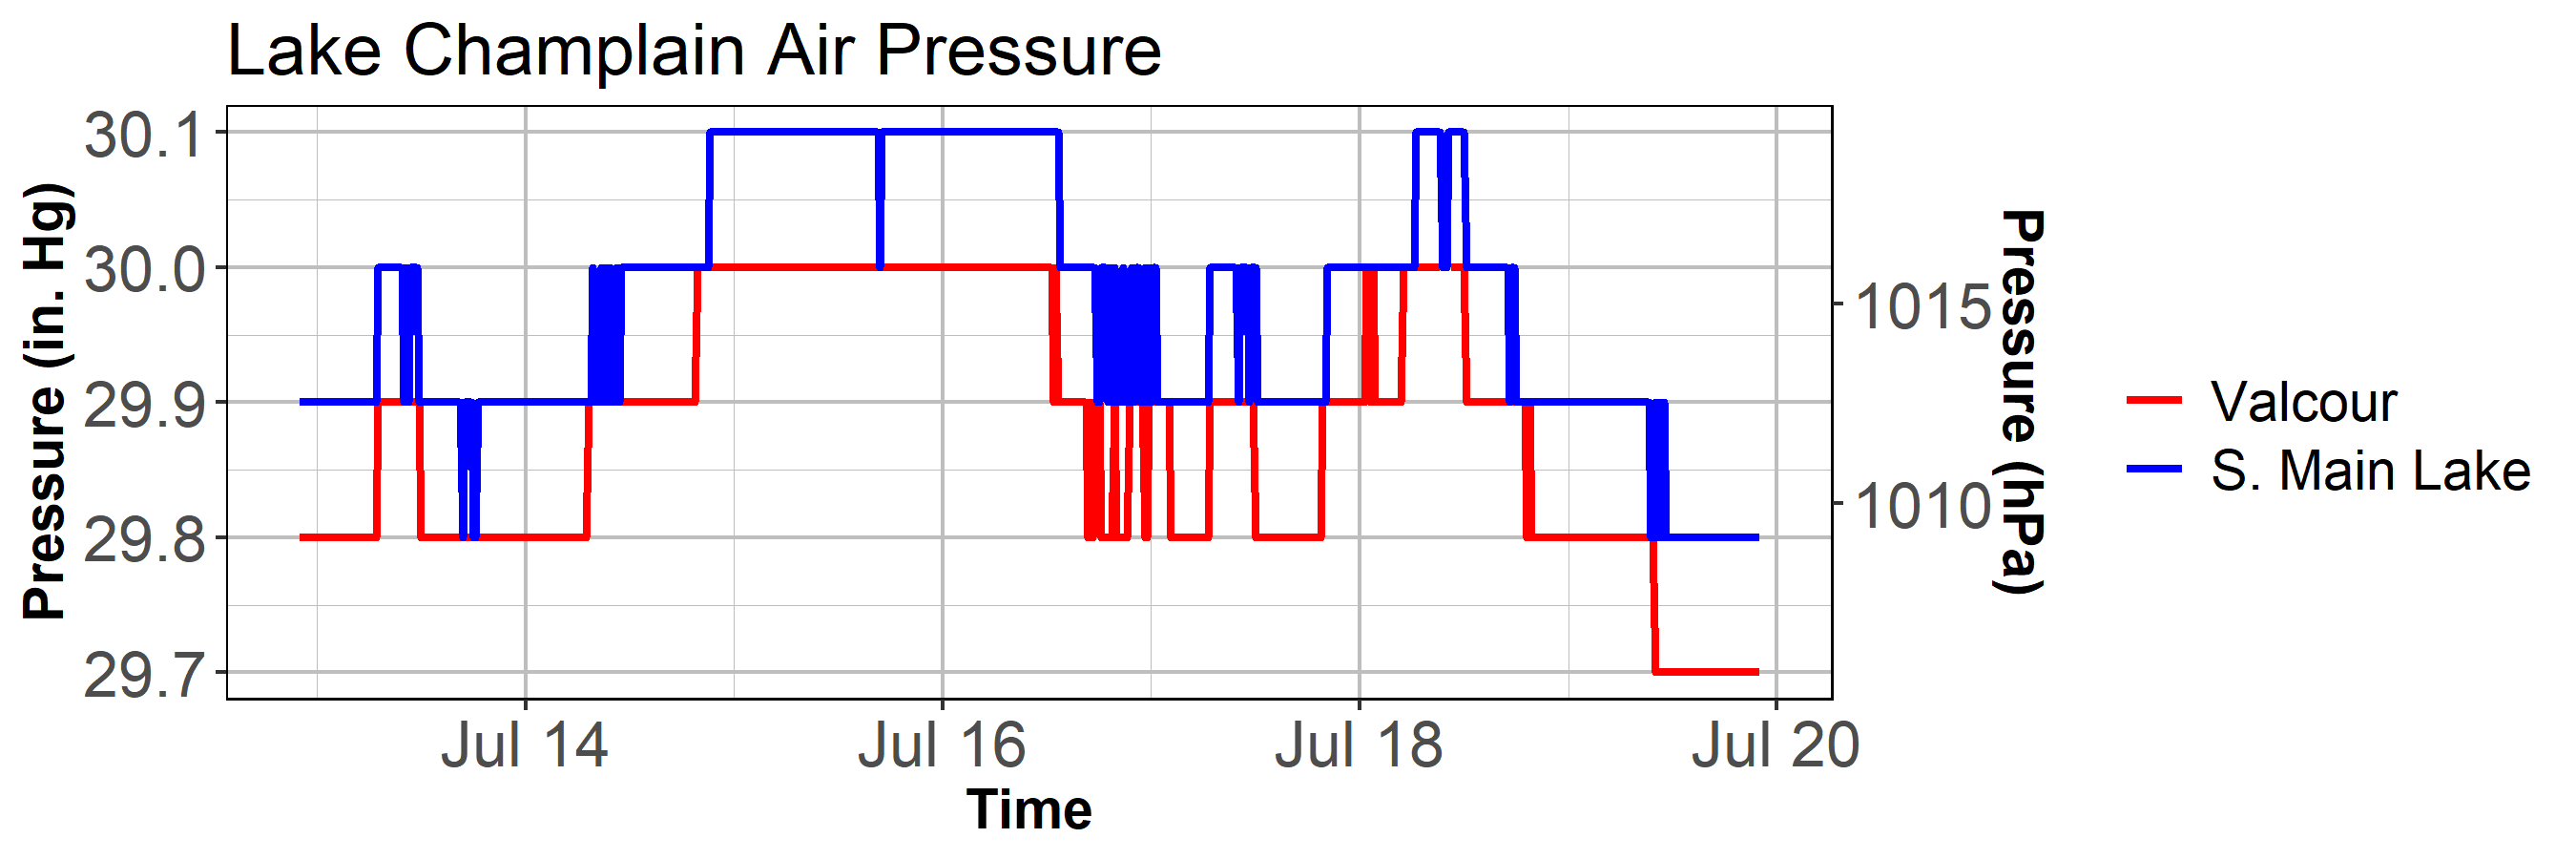 Lake Champlain Air Pressure
Pressure (in. Hg)
30.1
30.0
29.9
29.8
29.7
Jul 14
Jul 16
Jul 18
Jul 20
Time
1015
1010
Pressure (hPa)
Valcour
S. Main Lake